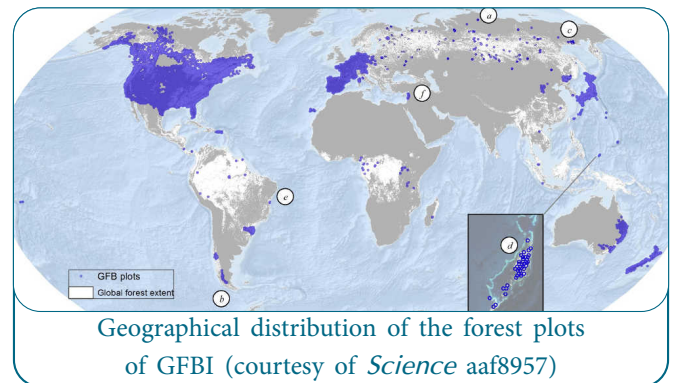 a
c
f
e
d
b
GFB plots
Global forest extent
Geographical distribution of the forest plots
of GFBI (courtesy of Science aaf8957)